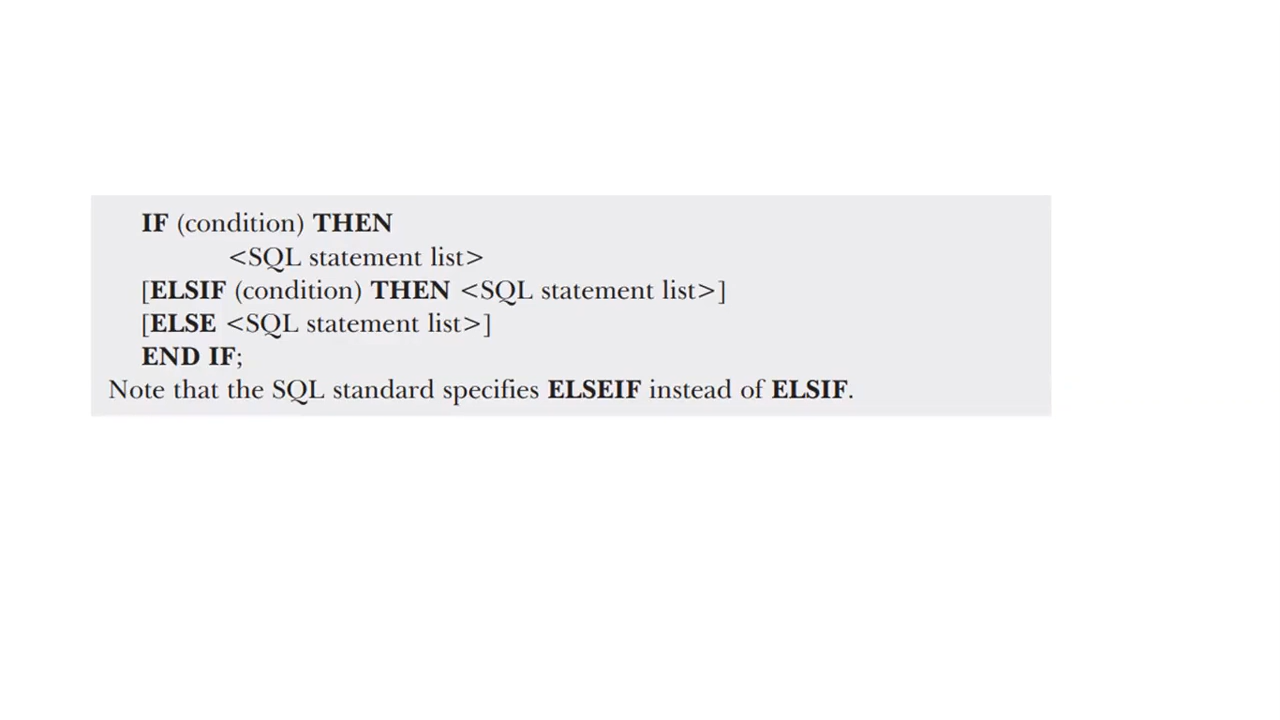 IF (condition) THEN
<SQL statement list>
[ELSIF (condition) THEN <SQL statement list>]
[ELSE <SQL statement list>]
END IF;
Note that the SQL standard specifies ELSEIF instead of ELSIF.